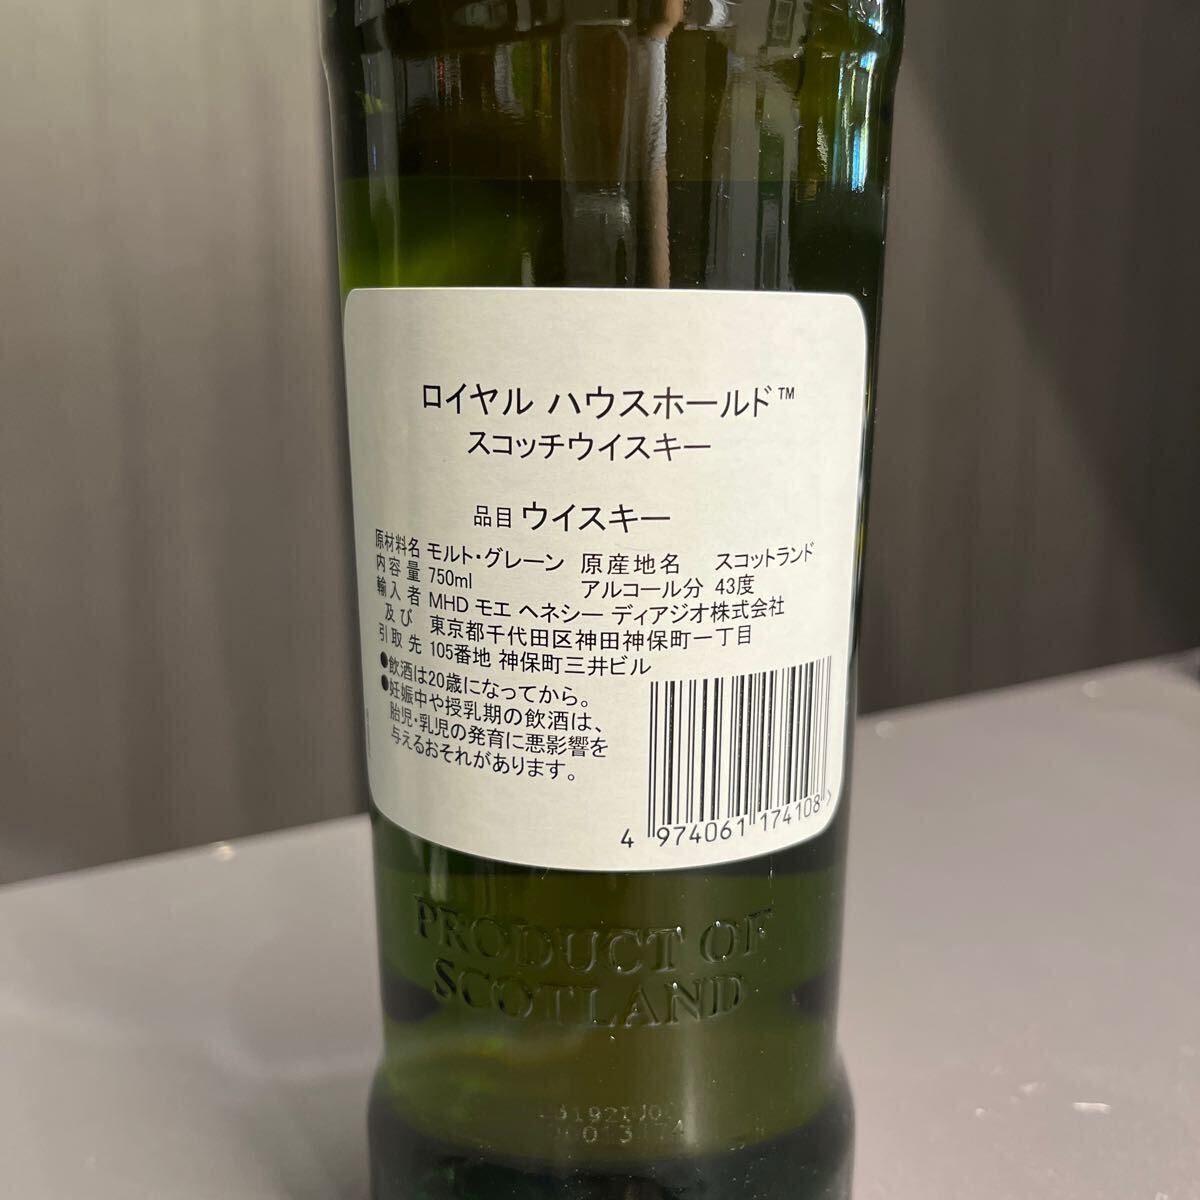 ロイヤル ハウスホールド™
スコッチウイスキー
品目 ウイスキー
原材料名 モルト・グレーン 原産地名 スコットランド
内容量 750ml アルコール分 43度
輸入者 MHD モエ ヘネシー ディアジオ株式会社
及び 東京都千代田区神田神保町一丁目
引取先 105番地 神保町三井ビル
●飲酒は20歳になってから。
●妊娠中や授乳期の飲酒は、
胎児・乳児の発育に悪影響を
与えるおそれがあります。
4 974061 174108 >
PRODUCT OF
SCOTLAND